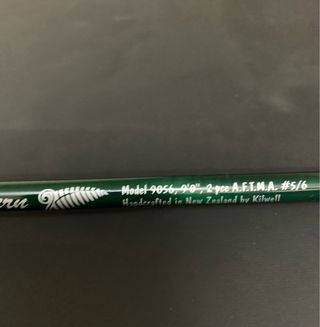 Model 9056, 9'0", 2 pce A.F.T.M.A. #5/6
Handcrafted in New Zealand by Kilwell